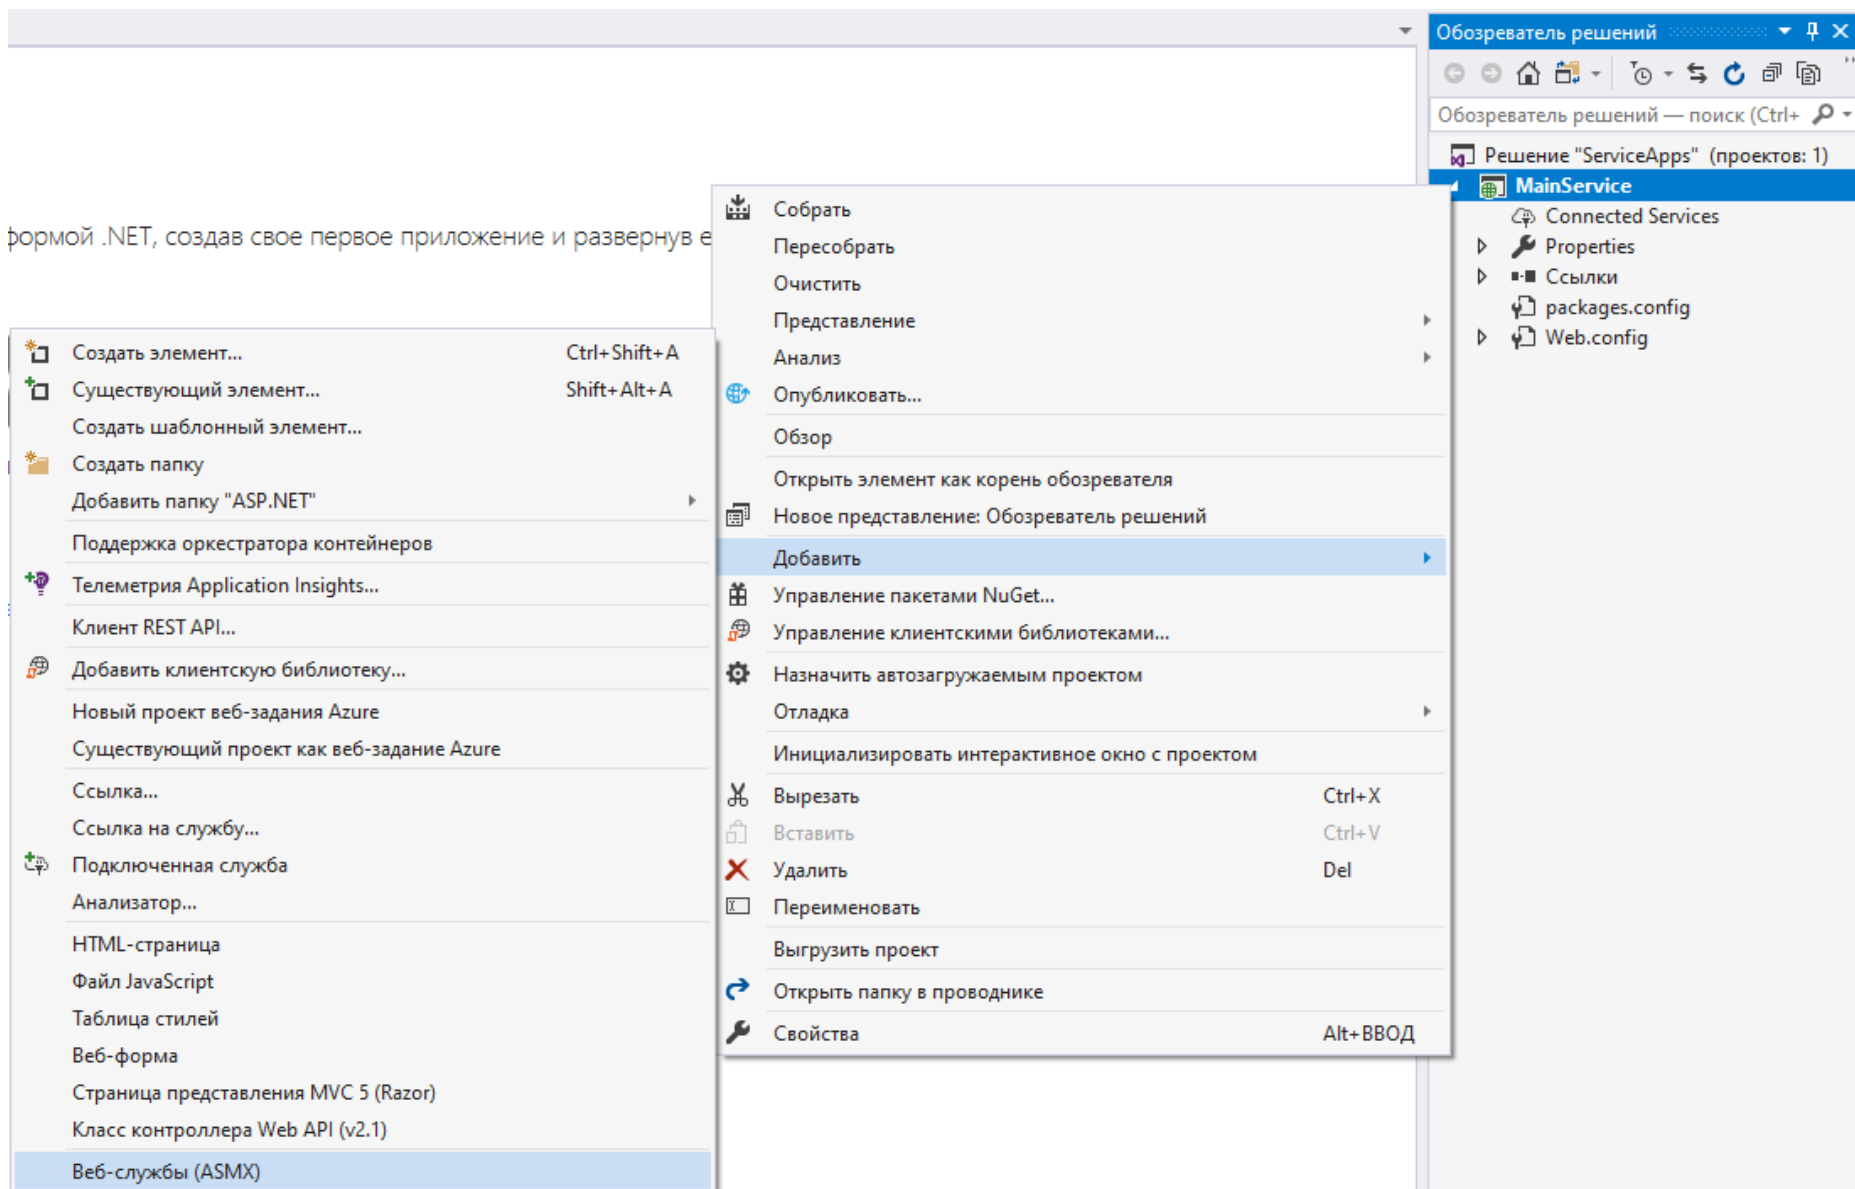 Обозреватель решений
Обозреватель решений — поиск (Ctrl+
Решение "ServiceApps" (проектов: 1)
MainService
Connected Services
Properties
Ссылки
packages.config
Web.config
формой .NET, создав свое первое приложение и развернув е
Собрать
Пересобрать
Очистить
Представление
Анализ
Опубликовать...
Обзор
Открыть элемент как корень обозревателя
Новое представление: Обозреватель решений
Добавить
Управление пакетами NuGet...
Управление клиентскими библиотеками...
Назначить автозагружаемым проектом
Отладка
Инициализировать интерактивное окно с проектом
Вырезать Ctrl+X
Вставить Ctrl+V
Удалить Del
Переименовать
Выгрузить проект
Открыть папку в проводнике
Свойства Alt+ВВОД
Создать элемент... Ctrl+Shift+A
Существующий элемент... Shift+Alt+A
Создать шаблонный элемент...
Создать папку
Добавить папку "ASP.NET"
Поддержка оркестратора контейнеров
Телеметрия Application Insights...
Клиент REST API...
Добавить клиентскую библиотеку...
Новый проект веб-задания Azure
Существующий проект как веб-задание Azure
Ссылка...
Ссылка на службу...
Подключенная служба
Анализатор...
HTML-страница
Файл JavaScript
Таблица стилей
Веб-форма
Страница представления MVC 5 (Razor)
Класс контроллера Web API (v2.1)
Веб-службы (ASMX)